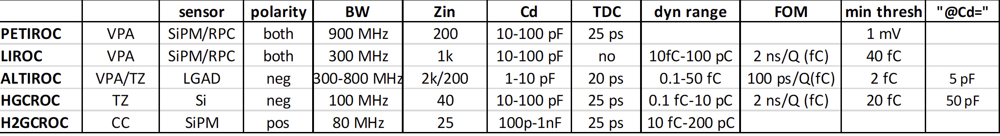 sensor polarity BW Zin Cd TDC dyn range FOM min thresh "@Cd="
PETIROC VPA SiPM/RPC both 900 MHz 200 10-100 pF 25 ps 1 mV
LIROC VPA SiPM/RPC both 300 MHz 1k 10-100 pF no 10fC-100 pC 2 ns/Q (fC) 40 fC
ALTIROC VPA/TZ LGAD neg 300-800 MHz 2k/200 1-10 pF 20 ps 0.1-50 fC 100 ps/Q(fC) 2 fC 5 pF
HGCROC TZ Si neg 100 MHz 40 10-100 pF 25 ps 0.1 fC-10 pC 2 ns/Q (fC) 20 fC 50 pF
H2GCROC CC SiPM pos 80 MHz 25 100p-1nF 25 ps 10 fC-200 pC